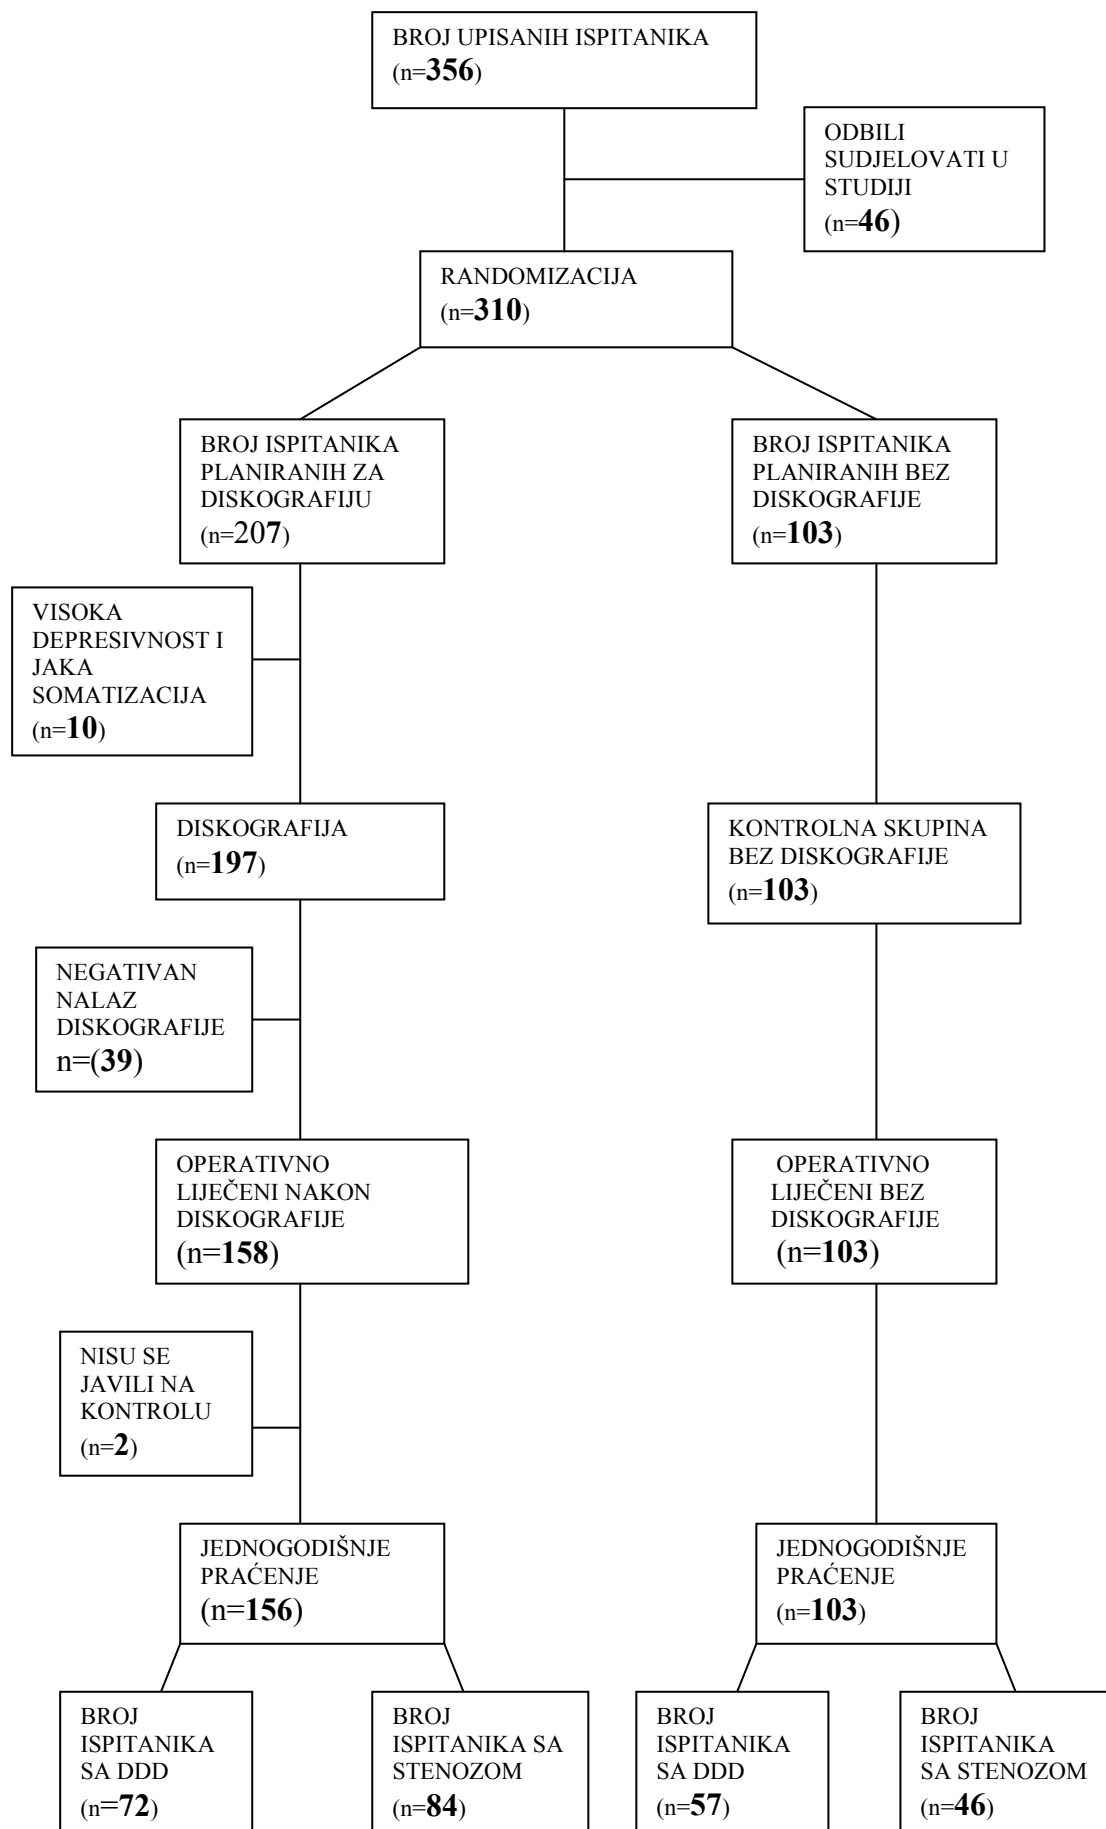 BROJ UPISANIH ISPITANIKA
(n=356)
ODBILI
SUDJELOVATI U
STUDIJI
(n=46)
RANDOMIZACIJA
(n=310)
BROJ ISPITANIKA
PLANIRANIH ZA
DISKOGRAFIJU
(n=207)
BROJ ISPITANIKA
PLANIRANIH BEZ
DISKOGRAFIJE
(n=103)
VISOKA
DEPRESIVNOST I
JAKA
SOMATIZACIJA
(n=10)
DISKOGRAFIJA
(n=197)
KONTROLNA SKUPINA
BEZ DISKOGRAFIJE
(n=103)
NEGATIVAN
NALAZ
DISKOGRAFIJE
n=(39)
OPERATIVNO
LIJEČENI NAKON
DISKOGRAFIJE
(n=158)
OPERATIVNO
LIJEČENI BEZ
DISKOGRAFIJE
(n=103)
NISU SE
JAVILI NA
KONTROLU
(n=2)
JEDNOGODIŠNJE
PRAĆENJE
(n=156)
JEDNOGODIŠNJE
PRAĆENJE
(n=103)
BROJ
ISPITANIKA
SA DDD
(n=72)
BROJ
ISPITANIKA SA
STENOZOM
(n=84)
BROJ
ISPITANIKA
SA DDD
(n=57)
BROJ
ISPITANIKA
SA STENOZOM
(n=46)